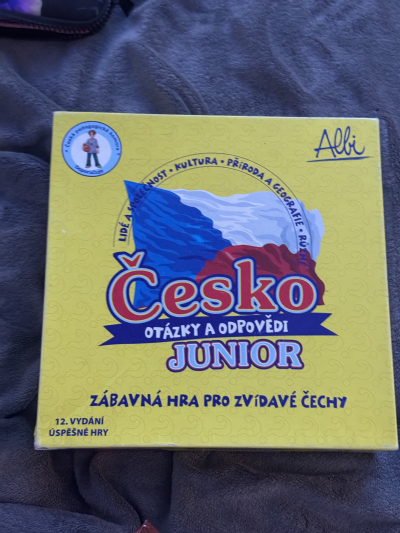 Albi
LIDÉ A SPOLEČNOST • KULTURA • PŘÍRODA A GEOGRAFIE •
Česko
OTÁZKY A ODPOVĚDI
JUNIOR
ZÁBAVNÁ HRA PRO ZVÍDAVÉ ČECHY
12. VYDÁNÍ
ÚSPĚŠNÉ HRY